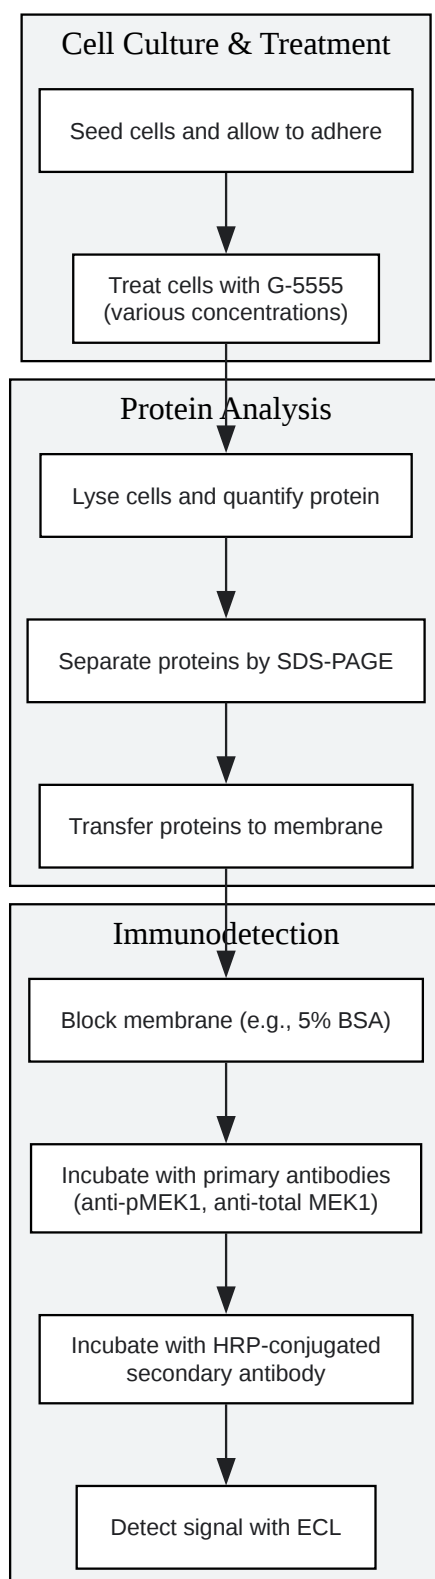 Cell Culture & Treatment
Seed cells and allow to adhere
Treat cells with G-5555
(various concentrations)
Protein Analysis
Lyse cells and quantify protein
Separate proteins by SDS-PAGE
Transfer proteins to membrane
Immunodetection
Block membrane (e.g., 5% BSA)
Incubate with primary antibodies
(anti-pMEK1, anti-total MEK1)
Incubate with HRP-conjugated
secondary antibody
Detect signal with ECL